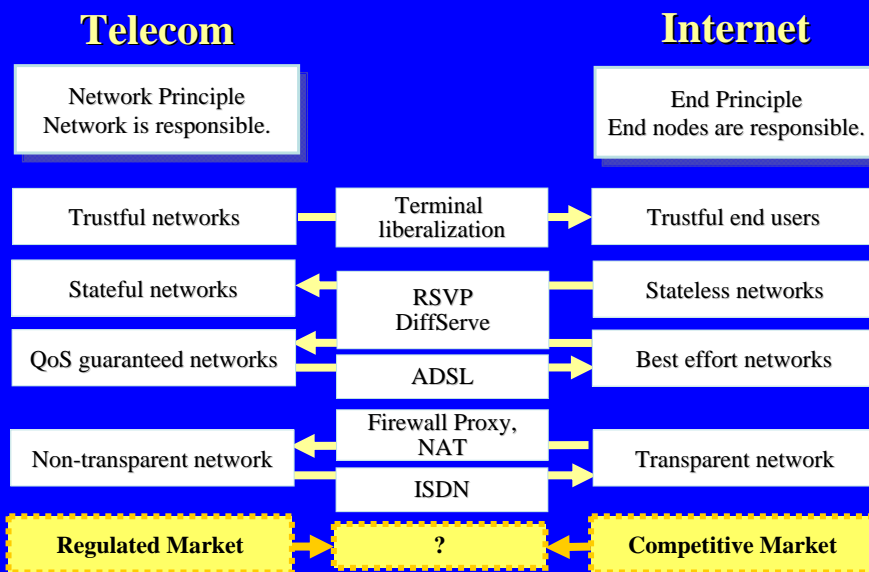 Telecom
Internet
Network Principle
Network is responsible.
End Principle
End nodes are responsible.
Trustful networks
Terminal
liberalization
Trustful end users
Stateful networks
RSVP
DiffServe
Stateless networks
QoS guaranteed networks
ADSL
Best effort networks
Firewall Proxy,
NAT
Non-transparent network
ISDN
Transparent network
Regulated Market
?
Competitive Market